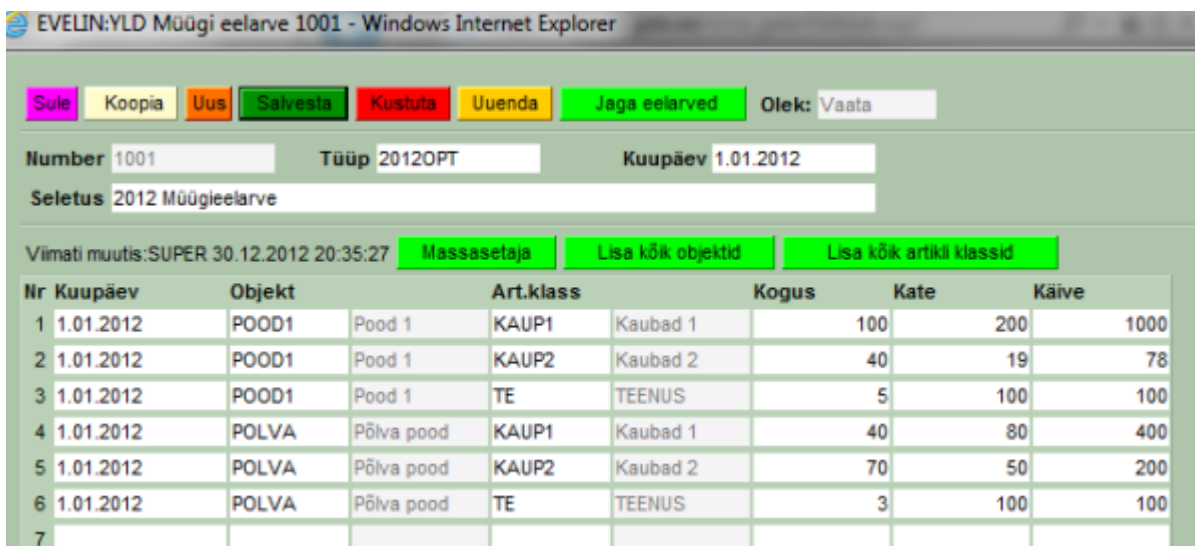 EVELIN:YLD Müügi eelarve 1001 - Windows Internet Explorer
Sule Koopia Uus Salvesta Kustuta Uuenda Jaga eelarved Olek: Vaata
Number 1001 Tüüp 2012OPT Kuupäev 1.01.2012
Seletus 2012 Müügieelarve
Viimati muutis:SUPER 30.12.2012 20:35:27 Massasetaja Lisa kõik objektid Lisa kõik artikli klassid
Nr Kuupäev Objekt Art.klass Kogus Kate Käive
1 1.01.2012 POOD1 Pood 1 KAUP1 Kaubad 1 100 200 1000
2 1.01.2012 POOD1 Pood 1 KAUP2 Kaubad 2 40 19 78
3 1.01.2012 POOD1 Pood 1 TE TEENUS 5 100 100
4 1.01.2012 POLVA Põlva pood KAUP1 Kaubad 1 40 80 400
5 1.01.2012 POLVA Põlva pood KAUP2 Kaubad 2 70 50 200
6 1.01.2012 POLVA Põlva pood TE TEENUS 3 100 100
7